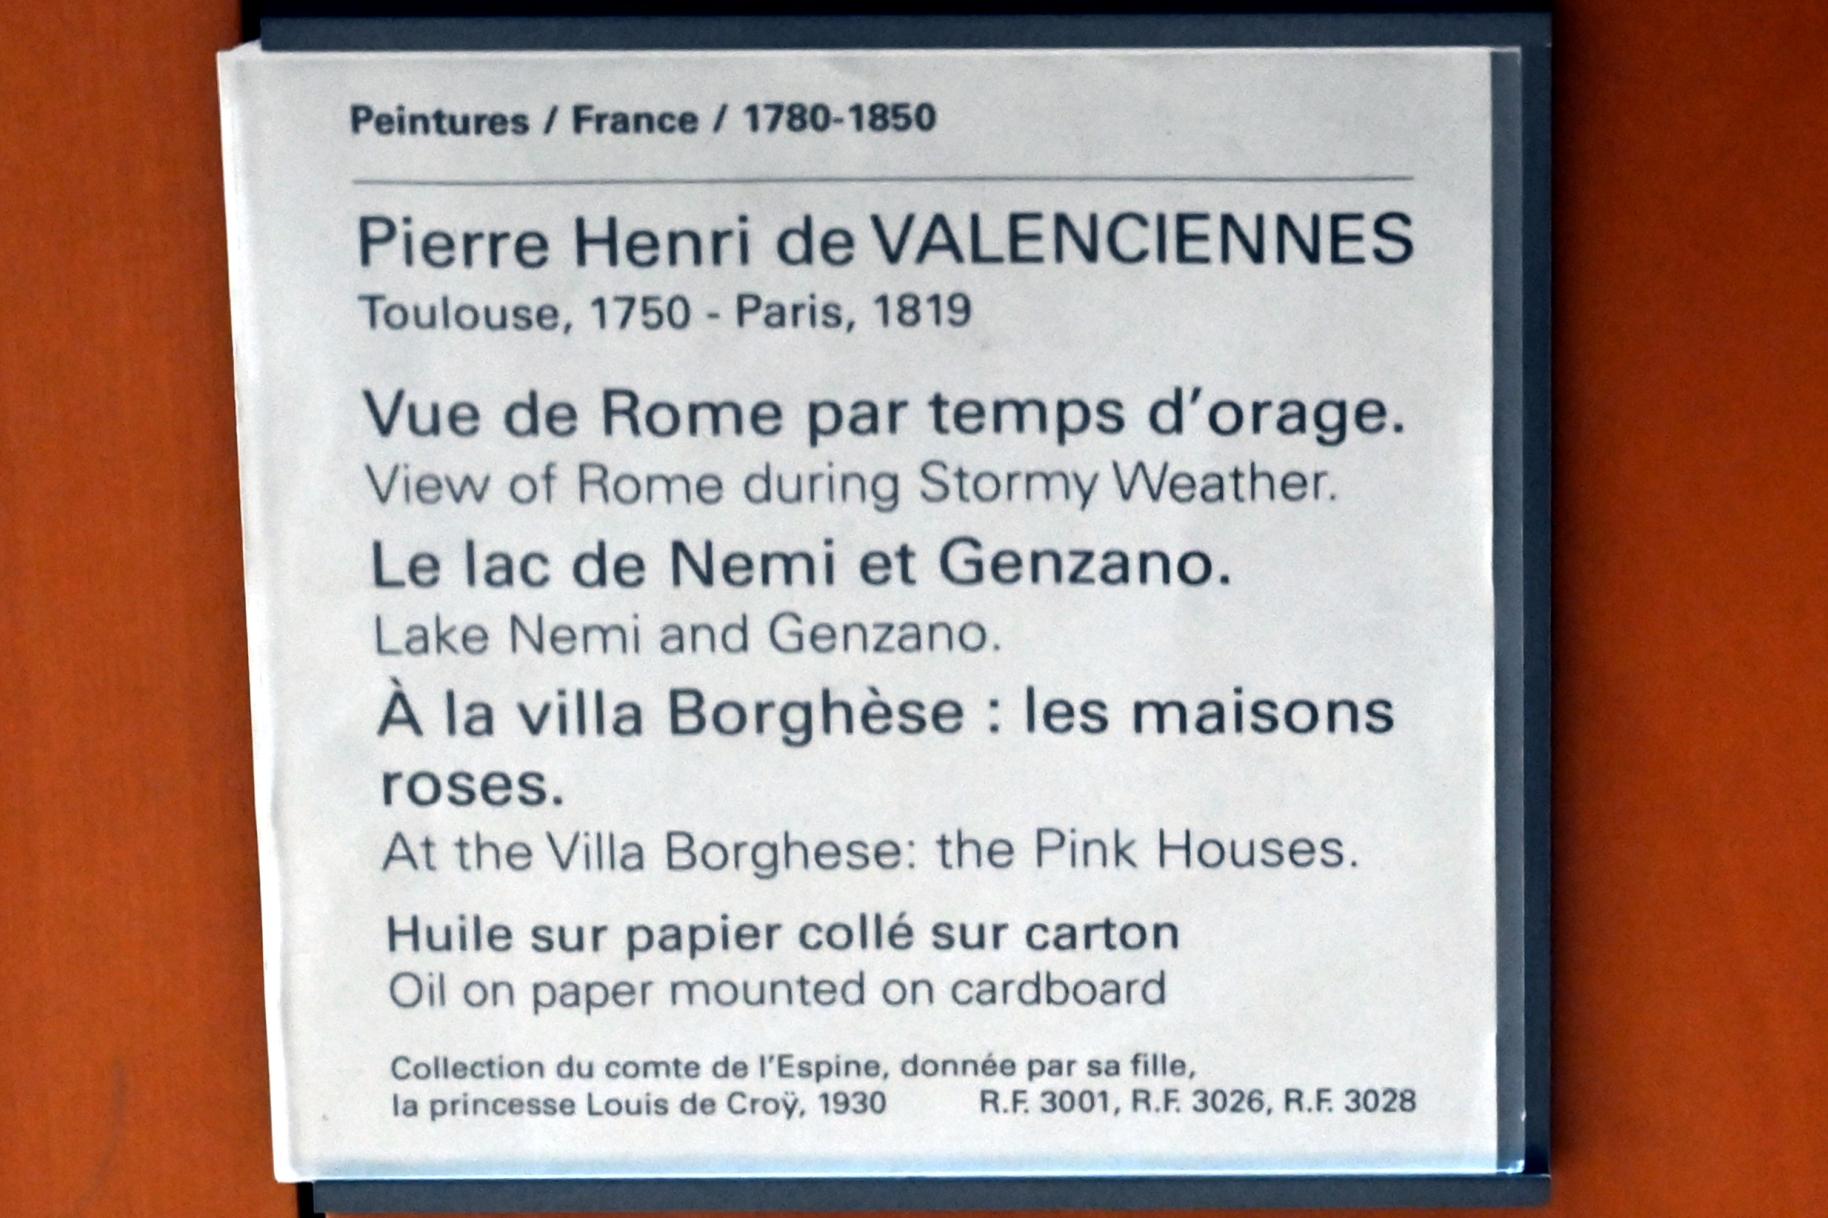 Peintures / France / 1780-1850
Pierre Henri de VALENCIENNES
Toulouse, 1750 - Paris, 1819
Vue de Rome par temps d'orage.
View of Rome during Stormy Weather.
Le lac de Nemi et Genzano.
Lake Nemi and Genzano.
À la villa Borghèse : les maisons
roses.
At the Villa Borghese: the Pink Houses.
Huile sur papier collé sur carton
Oil on paper mounted on cardboard
Collection du comte de l'Espine, donnée par sa fille,
la princesse Louis de Croÿ, 1930 R.F. 3001, R.F. 3026, R.F. 3028